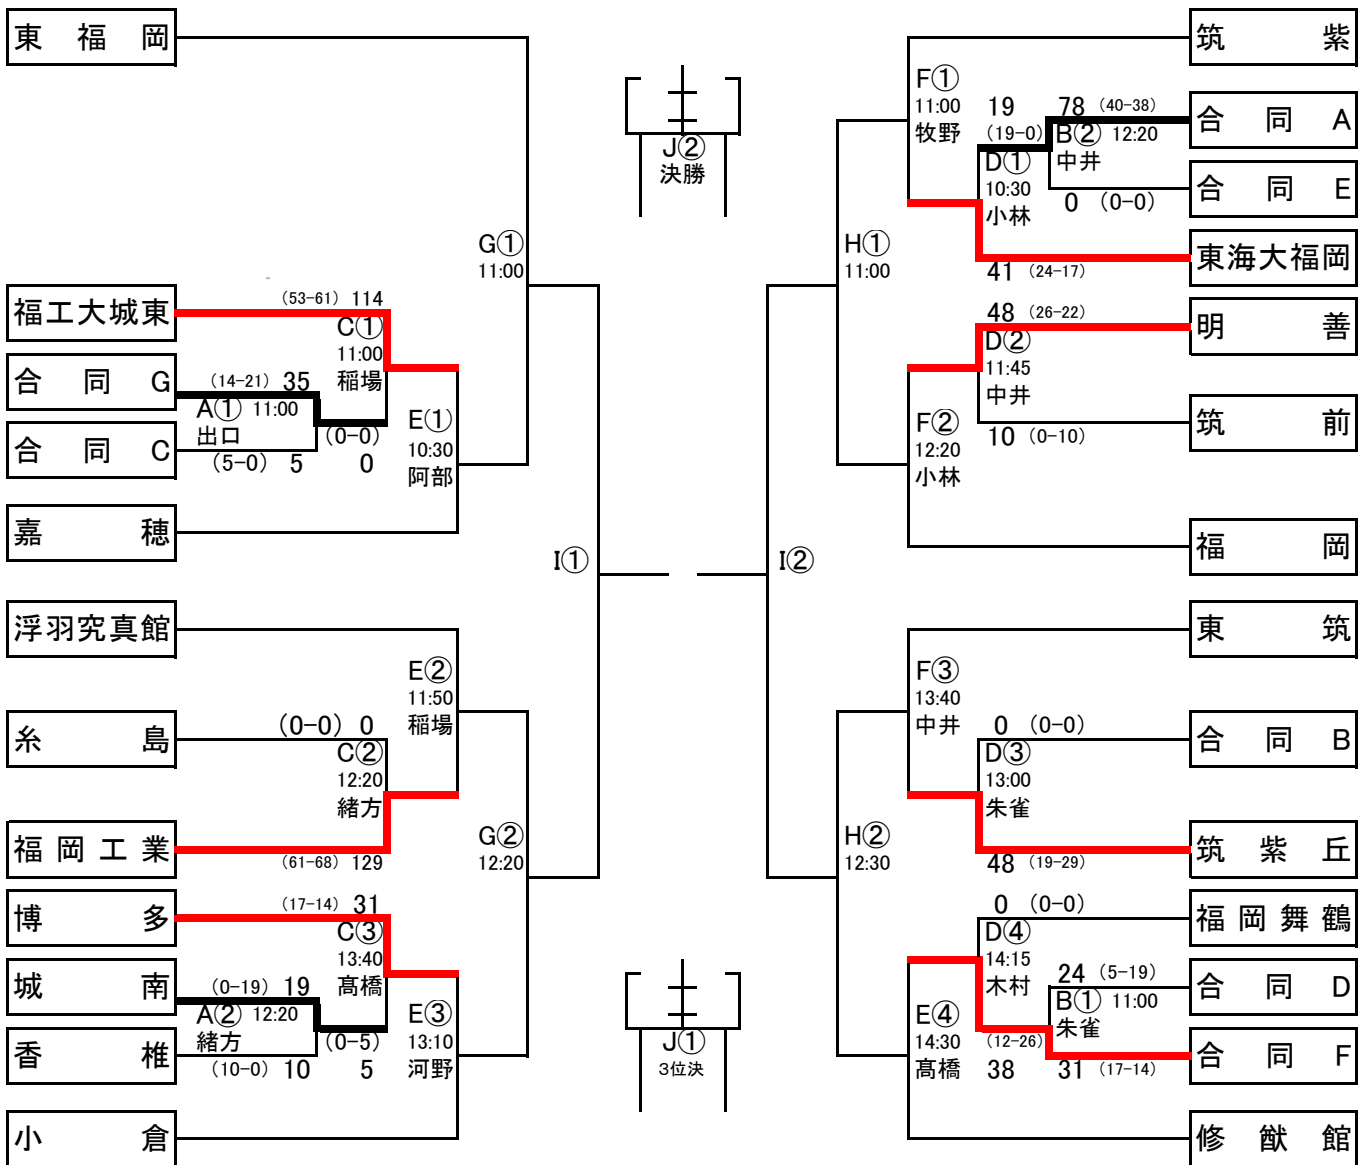 東福岡
福工大城東
(53-61) 114
C①
11:00
稲場
合同G
(14-21) 35
A① 11:00
出口
合同C
(5-0) 5
(0-0)
0
E①
10:30
阿部
嘉穂
G①
11:00
浮羽究真館
E②
11:50
稲場
糸島
(0-0) 0
C②
12:20
緒方
福岡工業
(61-68) 129
G②
12:20
博多
(17-14) 31
C③
13:40
髙橋
城南
(0-19) 19
A② 12:20
緒方
香椎
(10-0) 10
(0-5)
5
E③
13:10
河野
小倉
I①
J②
決勝
J①
3位決
I②
筑紫
F①
11:00
牧野
19
(19-0)
78 (40-38)
合同A
B② 12:20
中井
D①
10:30
小林
0 (0-0)
合同E
東海大福岡
41 (24-17)
H①
11:00
48 (26-22)
明善
D②
11:45
中井
10 (0-10)
筑前
F②
12:20
小林
福岡
東筑
F③
13:40
中井
0 (0-0)
合同B
D③
13:00
朱雀
48 (19-29)
筑紫丘
H②
12:30
0 (0-0)
福岡舞鶴
D④
14:15
木村
24 (5-19)
合同D
B① 11:00
朱雀
E④
14:30
髙橋
(12-26)
38
31 (17-14)
合同F
修猷館